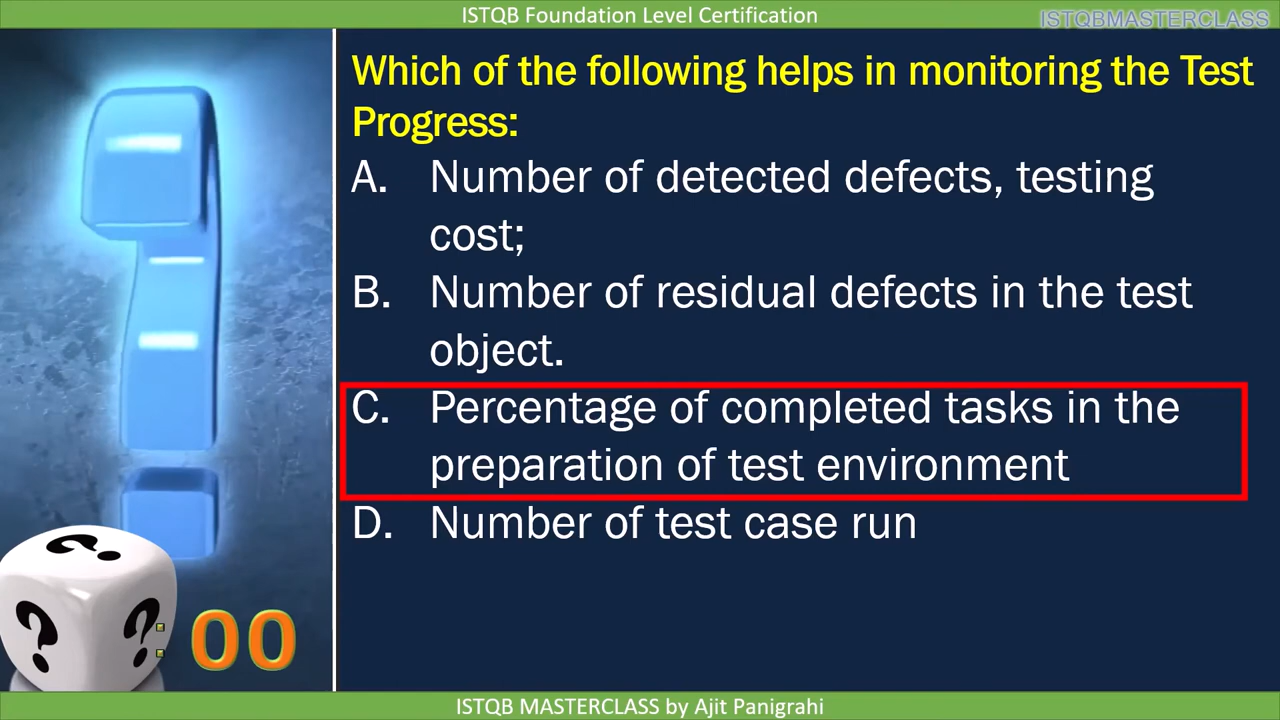 ISTQB Foundation Level Certification
ISTQBMASTERCLASS
Which of the following helps in monitoring the Test
Progress:
A. Number of detected defects, testing
cost;
B. Number of residual defects in the test
object.
C. Percentage of completed tasks in the
preparation of test environment
D. Number of test case run
? ? ?
: 00
ISTQB MASTERCLASS by Ajit Panigrahi